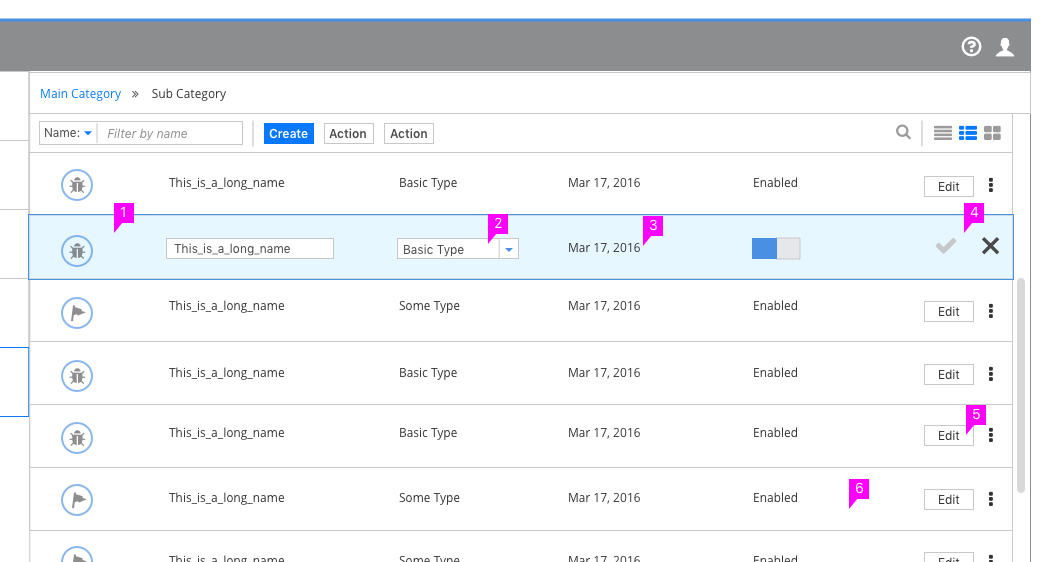 Main Category » Sub Category
Name: Filter by name Create Action Action
This_is_a_long_name Basic Type Mar 17, 2016 Enabled Edit
1 2 3 4
This_is_a_long_name Basic Type Mar 17, 2016
This_is_a_long_name Some Type Mar 17, 2016 Enabled Edit
This_is_a_long_name Basic Type Mar 17, 2016 Enabled Edit
5
This_is_a_long_name Basic Type Mar 17, 2016 Enabled Edit
6
This_is_a_long_name Some Type Mar 17, 2016 Enabled Edit
This_is_a_long_name Some Type Mar 17, 2016 Enabled Edit